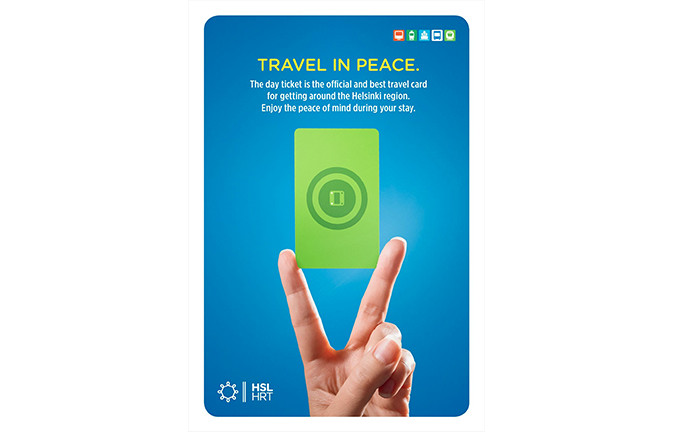 TRAVEL IN PEACE.
The day ticket is the official and best travel card
for getting around the Helsinki region.
Enjoy the peace of mind during your stay.
HSL
HRT